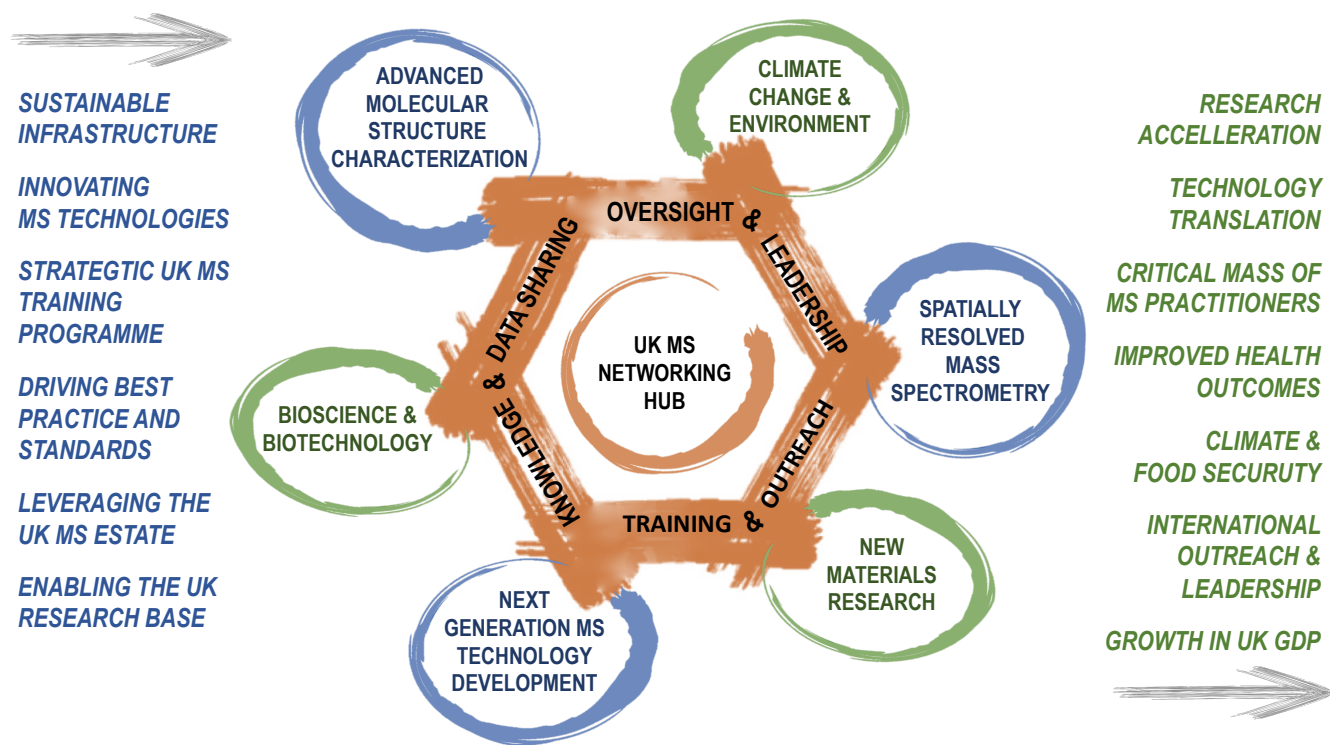 SUSTAINABLE
INFRASTRUCTURE
INNOVATING
MS TECHNOLOGIES
STRATEGTIC UK MS
TRAINING
PROGRAMME
DRIVING BEST
PRACTICE AND
STANDARDS
LEVERAGING THE
UK MS ESTATE
ENABLING THE UK
RESEARCH BASE
ADVANCED
MOLECULAR
STRUCTURE
CHARACTERIZATION
CLIMATE
CHANGE &
ENVIRONMENT
OVERSIGHT & LEADERSHIP
KNOWLEDGE & DATA SHARING
UK MS
NETWORKING
HUB
SPATIALLY
RESOLVED
MASS
SPECTROMETRY
BIOSCIENCE &
BIOTECHNOLOGY
TRAINING & OUTREACH
NEXT
GENERATION MS
TECHNOLOGY
DEVELOPMENT
NEW
MATERIALS
RESEARCH
RESEARCH
ACCELLERATION
TECHNOLOGY
TRANSLATION
CRITICAL MASS OF
MS PRACTITIONERS
IMPROVED HEALTH
OUTCOMES
CLIMATE &
FOOD SECURUTY
INTERNATIONAL
OUTREACH &
LEADERSHIP
GROWTH IN UK GDP